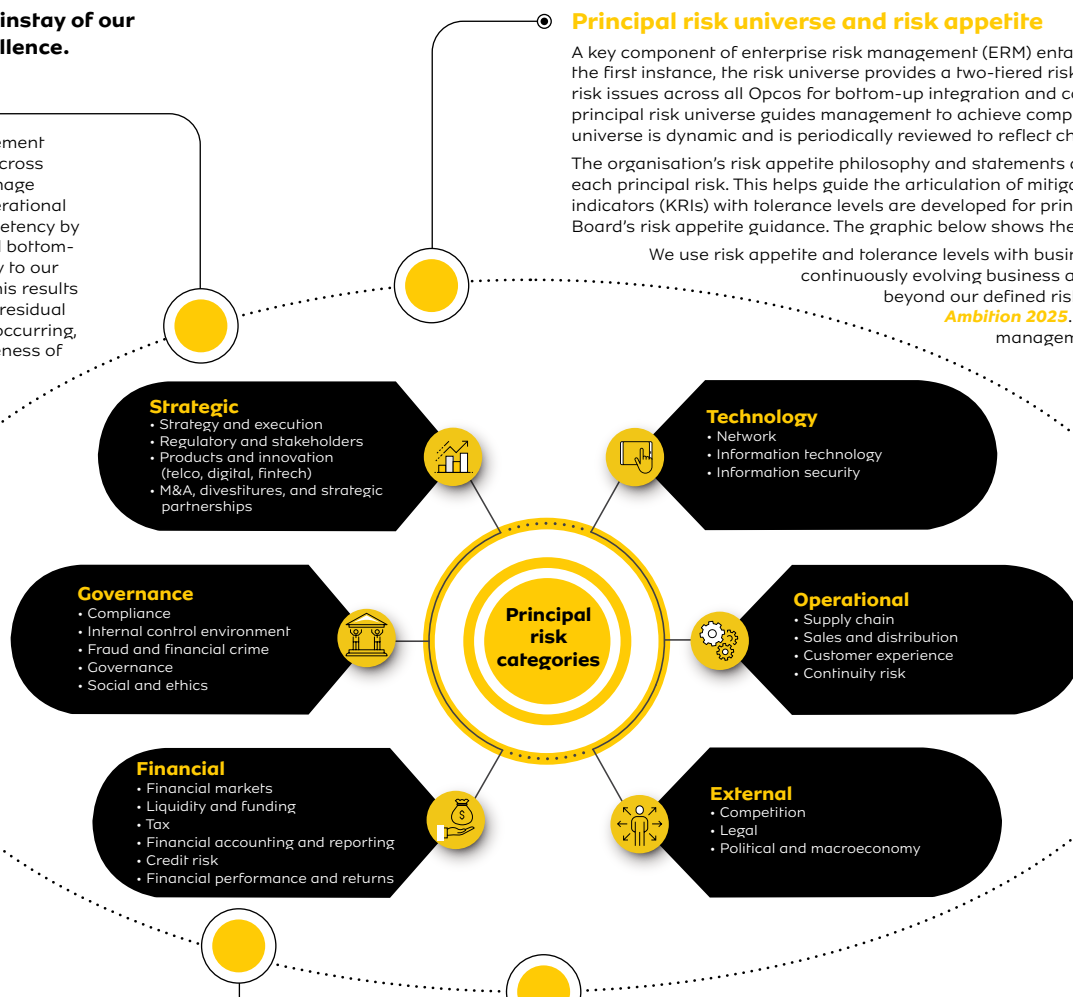 instay of our
llence.
ement
cross
nage
erational
etency by
bottom-
y to our
his results
residual
occurring,
eness of
Principal risk universe and risk appetite
A key component of enterprise risk management (ERM) enta
the first instance, the risk universe provides a two-tiered risk
risk issues across all Opcos for bottom-up integration and co
principal risk universe guides management to achieve comp
universe is dynamic and is periodically reviewed to reflect ch
The organisation's risk appetite philosophy and statements
each principal risk. This helps guide the articulation of mitiga
indicators (KRIs) with tolerance levels are developed for prin
Board's risk appetite guidance. The graphic below shows the
We use risk appetite and tolerance levels with busin
continuously evolving business a
beyond our defined ris
Ambition 2025.
managem
Strategic
• Strategy and execution
• Regulatory and stakeholders
• Products and innovation
(telco, digital, fintech)
• M&A, divestitures, and strategic
partnerships
Technology
• Network
• Information technology
• Information security
Governance
• Compliance
• Internal control environment
• Fraud and financial crime
• Governance
• Social and ethics
Principal
risk
categories
Operational
• Supply chain
• Sales and distribution
• Customer experience
• Continuity risk
Financial
• Financial markets
• Liquidity and funding
• Tax
• Financial accounting and reporting
• Credit risk
• Financial performance and returns
External
• Competition
• Legal
• Political and macroeconomy